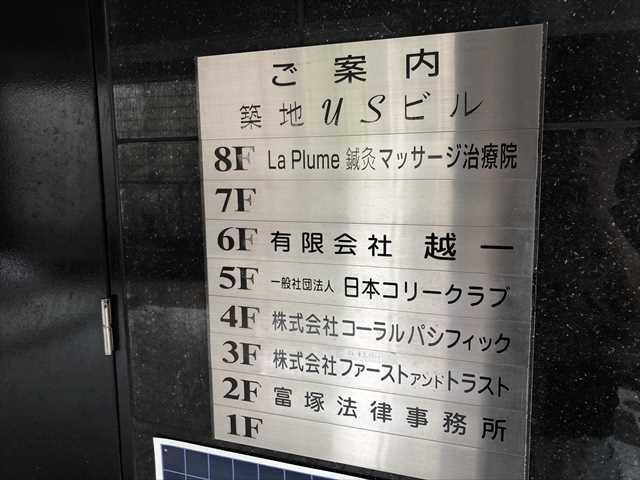 ご案内
築地USビル
8F La Plume 鍼灸マッサージ治療院
7F
6F 有限会社 越一
5F 一般社団法人 日本コリークラブ
4F 株式会社コーラルパシフィック
3F 株式会社ファーストアンドトラスト
2F 富塚法律事務所
1F